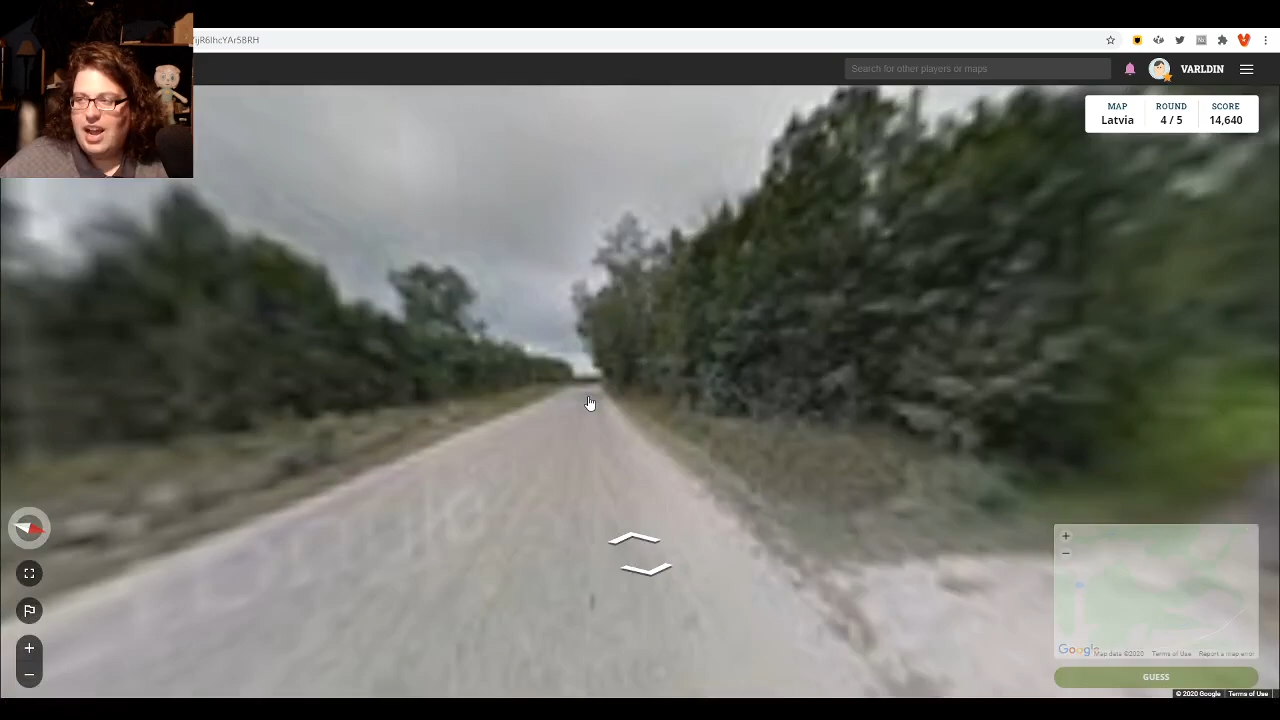 ijR6IhcYAr5BRH
Search for other players or maps
VARLDIN
MAP ROUND SCORE
Latvia 4 / 5 14,640
Google
Map data ©2020 Terms of Use Report a map error
GUESS
© 2020 Google Terms of Use